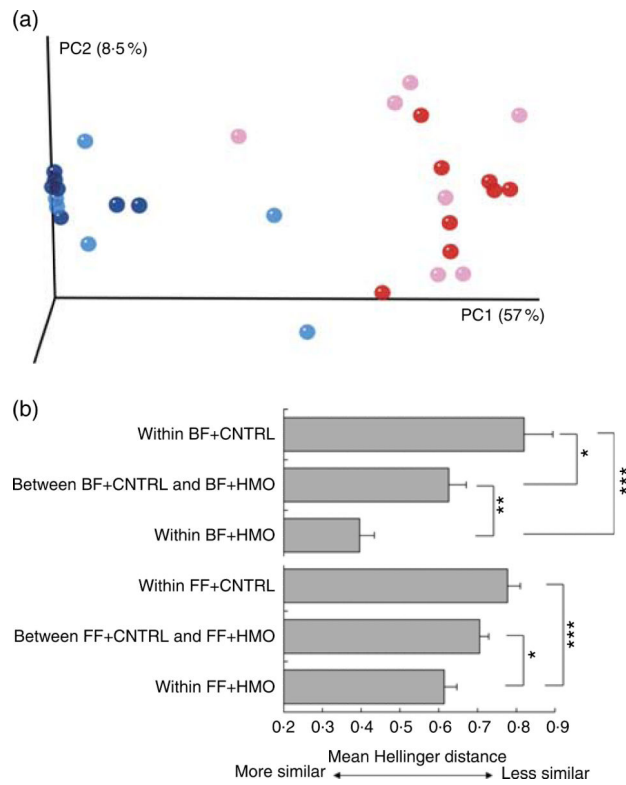 (a)
PC2 (8·5 %)
PC1 (57 %)
(b)
Within BF+CNTRL
Between BF+CNTRL and BF+HMO
Within BF+HMO
Within FF+CNTRL
Between FF+CNTRL and FF+HMO
Within FF+HMO
*
**
***
*
***
0·2 0·3 0·4 0·5 0·6 0·7 0·8 0·9
Mean Hellinger distance
More similar Less similar